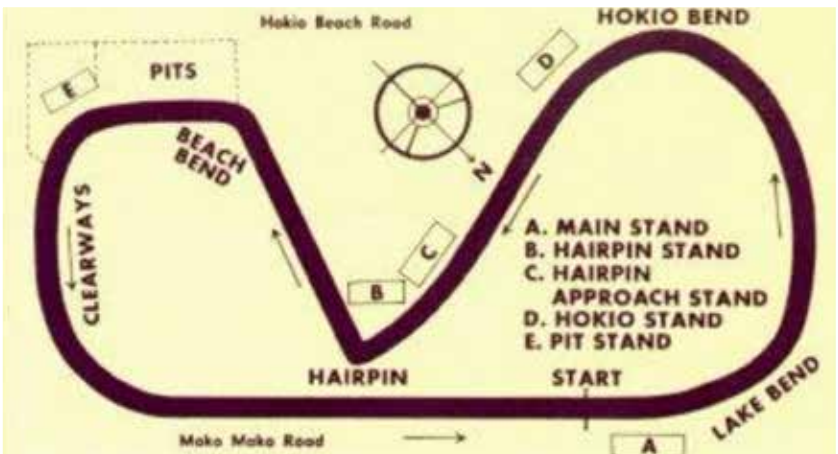 Hokio Beach Road
HOKIO BEND
D
PITS
E
BEACH
BEND
N
CLEARWAYS
C
B
A. MAIN STAND
B. HAIRPIN STAND
C. HAIRPIN
APPROACH STAND
D. HOKIO STAND
E. PIT STAND
HAIRPIN
START
LAKE BEND
Moko Mako Road
A